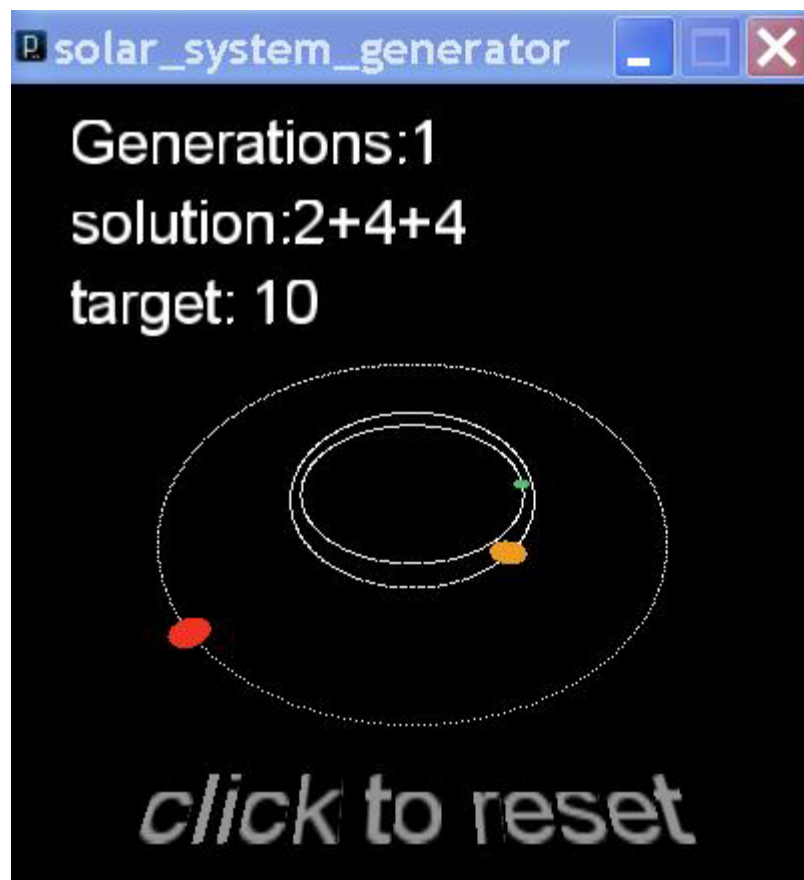 solar_system_generator
Generations:1
solution:2+4+4
target: 10
click to reset